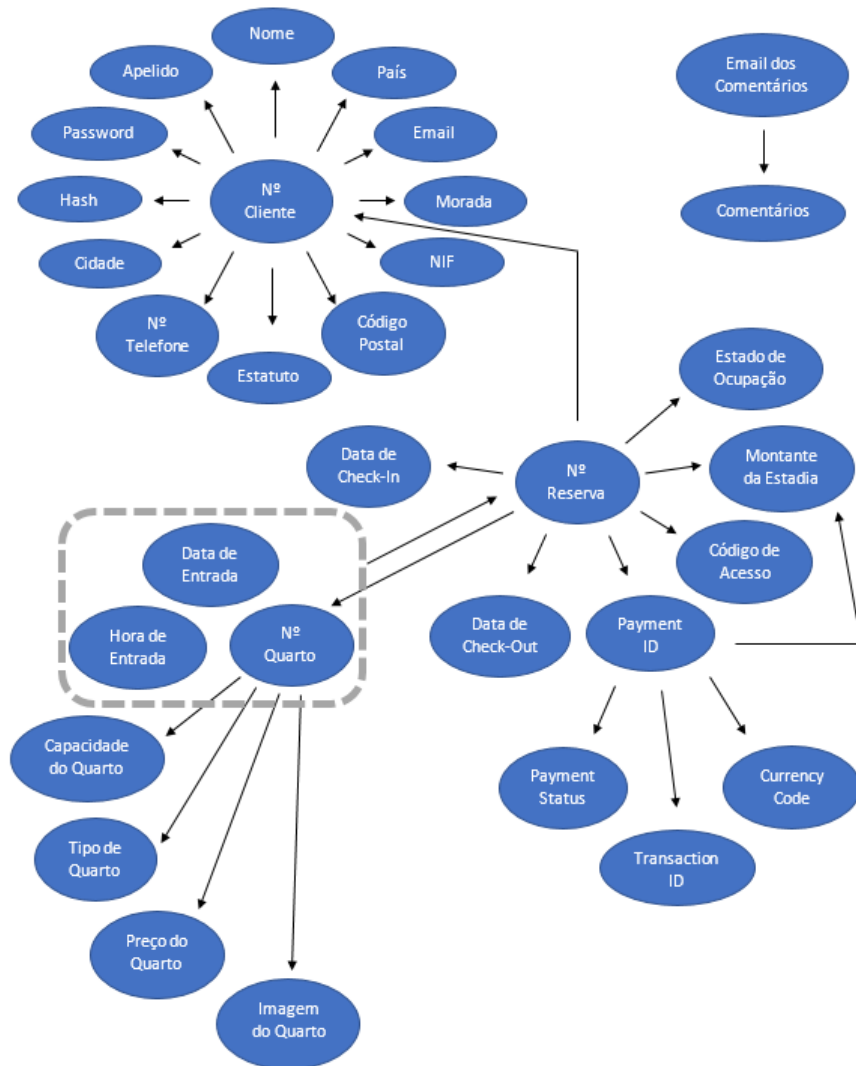 Nome
Apelido
País
Password
Email
Hash
Nº
Cliente
Morada
Cidade
NIF
Nº
Telefone
Código
Postal
Estatuto
Email dos
Comentários
Comentários
Estado de
Ocupação
Data de
Check-In
Nº
Reserva
Montante
da Estadia
Data de
Entrada
Código de
Acesso
Hora de
Entrada
Nº
Quarto
Data de
Check-Out
Payment
ID
Capacidade
do Quarto
Payment
Status
Currency
Code
Tipo de
Quarto
Transaction
ID
Preço do
Quarto
Imagem
do Quarto